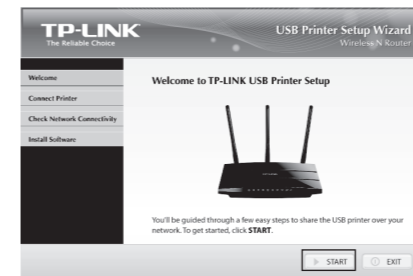 TP-LINK
The Reliable Choice
USB Printer Setup Wizard
Wireless N Router
Welcome
Connect Printer
Check Network Connectivity
Install Software
Welcome to TP-LINK USB Printer Setup
You'll be guided through a few easy steps to share the USB printer over your
network. To get started, click START.
START
EXIT